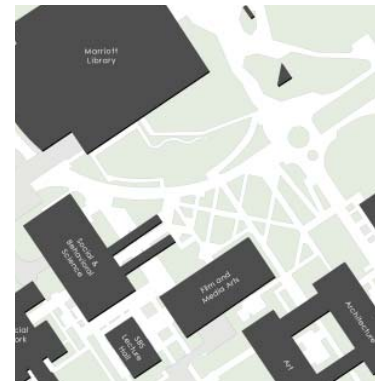 Marriott
Library
Social &
Behavioral
Science
Film and
Media Arts
SBS
Lecture
Hall
cial
ork
Art
Architecture